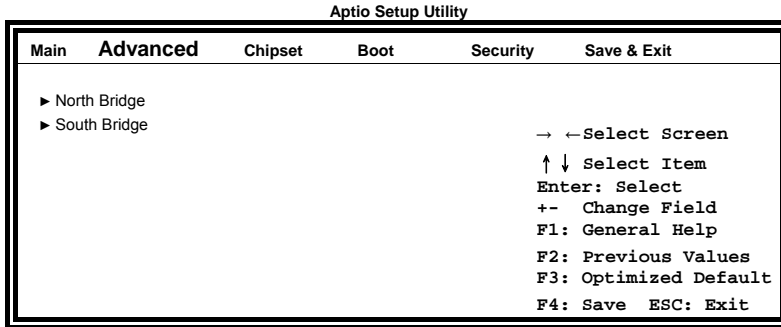 Aptio Setup Utility
Main Advanced Chipset Boot Security Save & Exit
► North Bridge
► South Bridge
→ ←Select Screen
↑↓ Select Item
Enter: Select
+- Change Field
F1: General Help
F2: Previous Values
F3: Optimized Default
F4: Save ESC: Exit